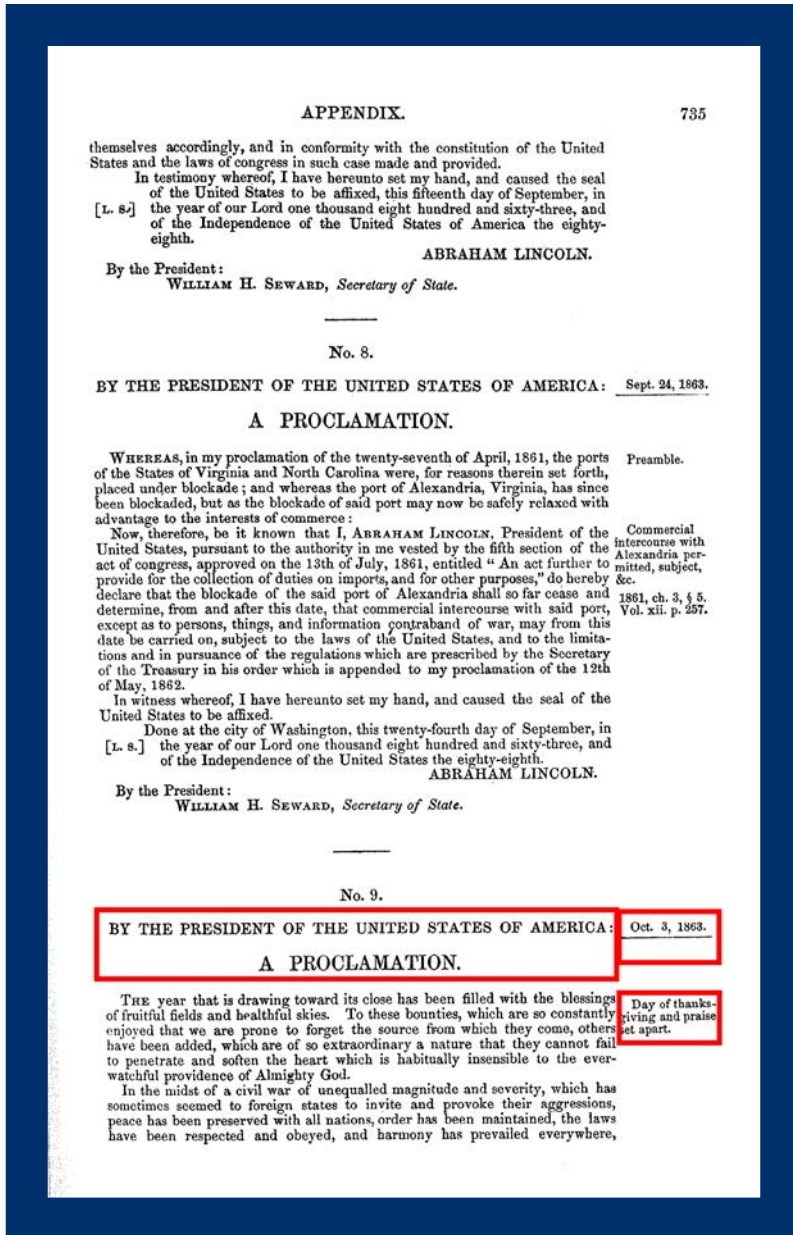 APPENDIX. 735
themselves accordingly, and in conformity with the constitution of the United
States and the laws of congress in such case made and provided.
In testimony whereof, I have hereunto set my hand, and caused the seal
of the United States to be affixed, this fifteenth day of September, in
[L. S.] the year of our Lord one thousand eight hundred and sixty-three, and
of the Independence of the United States of America the eighty-
eighth.
ABRAHAM LINCOLN.
By the President:
WILLIAM H. SEWARD, Secretary of State.
No. 8.
BY THE PRESIDENT OF THE UNITED STATES OF AMERICA:
Sept. 24, 1863.
A PROCLAMATION.
WHEREAS, in my proclamation of the twenty-seventh of April, 1861, the ports
of the States of Virginia and North Carolina were, for reasons therein set forth,
placed under blockade; and whereas the port of Alexandria, Virginia, has since
been blockaded, but as the blockade of said port may now be safely relaxed with
advantage to the interests of commerce:
Preamble.
Now, therefore, be it known that I, ABRAHAM LINCOLN, President of the
United States, pursuant to the authority in me vested by the fifth section of the
act of congress, approved on the 13th of July, 1861, entitled "An act further to
provide for the collection of duties on imports, and for other purposes," do hereby
declare that the blockade of the said port of Alexandria shall so far cease and
determine, from and after this date, that commercial intercourse with said port,
except as to persons, things, and information contraband of war, may from this
date be carried on, subject to the laws of the United States, and to the limita-
tions and in pursuance of the regulations which are prescribed by the Secretary
of the Treasury in his order which is appended to my proclamation of the 12th
of May, 1862.
Commercial
intercourse with
Alexandria per-
mitted, subject,
&c.
1861, ch. 3, § 5.
Vol. xii. p. 257.
In witness whereof, I have hereunto set my hand, and caused the seal of the
United States to be affixed.
Done at the city of Washington, this twenty-fourth day of September, in
[L. S.] the year of our Lord one thousand eight hundred and sixty-three, and
of the Independence of the United States the eighty-eighth.
ABRAHAM LINCOLN.
By the President:
WILLIAM H. SEWARD, Secretary of State.
No. 9.
BY THE PRESIDENT OF THE UNITED STATES OF AMERICA:
Oct. 3, 1863.
A PROCLAMATION.
THE year that is drawing toward its close has been filled with the blessings
of fruitful fields and healthful skies. To these bounties, which are so constantly
enjoyed that we are prone to forget the source from which they come, others
have been added, which are of so extraordinary a nature that they cannot fail
to penetrate and soften the heart which is habitually insensible to the ever-
watchful providence of Almighty God.
Day of thanks-
giving and praise
set apart.
In the midst of a civil war of unequalled magnitude and severity, which has
sometimes seemed to foreign states to invite and provoke their aggressions,
peace has been preserved with all nations, order has been maintained, the laws
have been respected and obeyed, and harmony has prevailed everywhere,